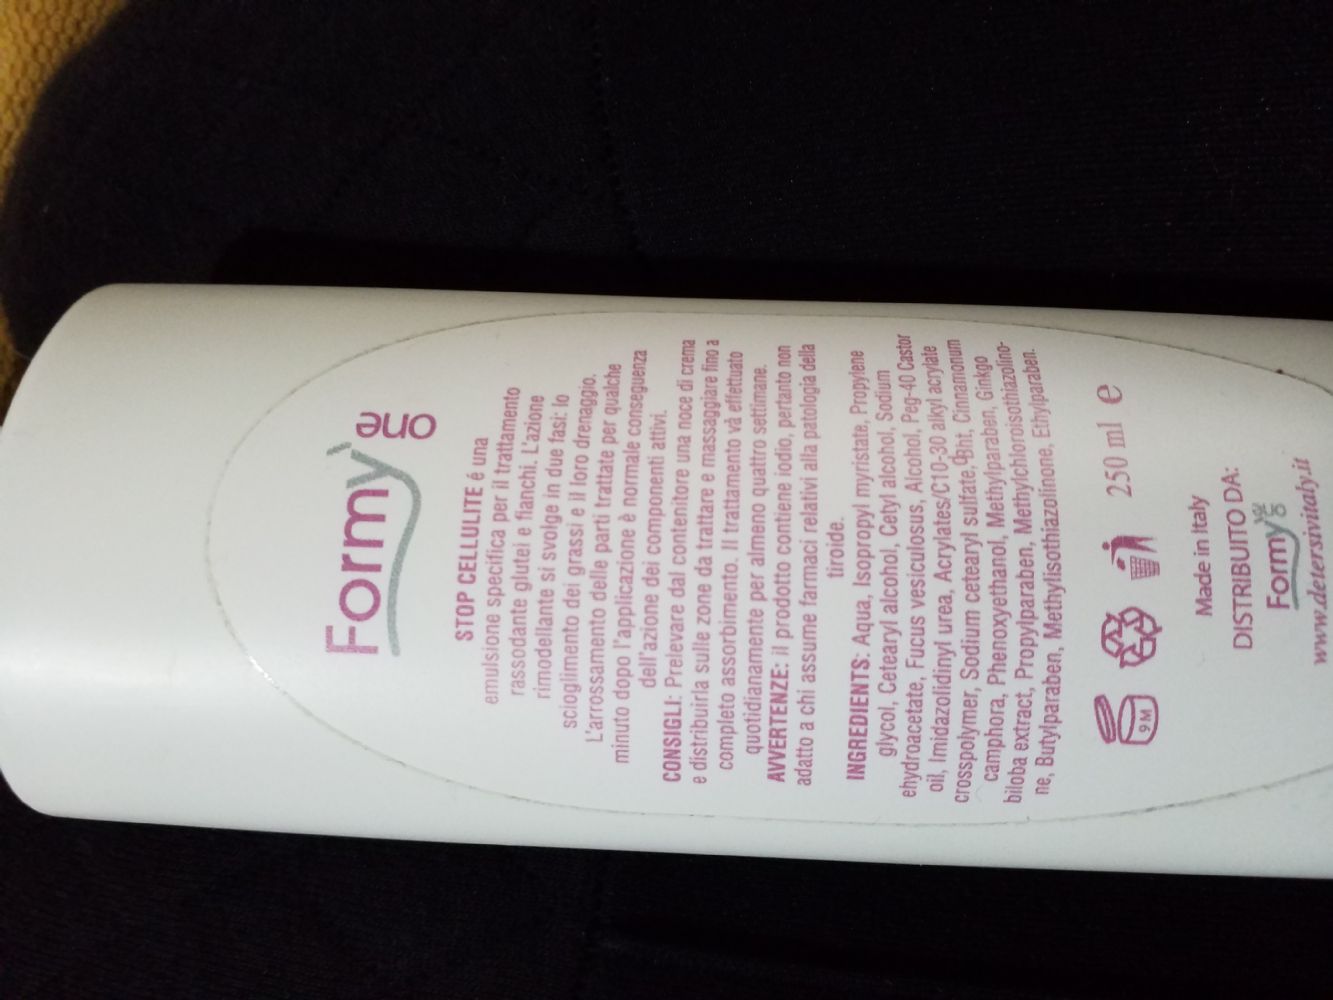 Formy'
one
STOP CELLULITE é una
emulsione specifica per il trattamento
rassodante glutei e fianchi. L'azione
rimodellante si svolge in due fasi: lo
scioglimento dei grassi e il loro drenaggio.
L'arrossamento delle parti trattate per qualche
minuto dopo l'applicazione è normale conseguenza
dell'azione dei componenti attivi.
CONSIGLI: Prelevare dal contenitore una noce di crema
e distribuirla sulle zone da trattare e massaggiare fino a
completo assorbimento. Il trattamento và effettuato
quotidianamente per almeno quattro settimane.
AVVERTENZE: il prodotto contiene iodio, pertanto non
adatto a chi assume farmaci relativi alla patologia della
tiroide.
INGREDIENTS: Aqua, Isopropyl myristate, Propylene
glycol, Cetearyl alcohol, Cetyl alcohol, Sodium
ehydroacetate, Fucus vesiculosus, Alcohol, Peg-40 Castor
oil, Imidazolidinyl urea, Acrylates/C10-30 alkyl acrylate
crosspolymer, Sodium cetearyl sulfate, Bht, Cinnamonum
camphora, Phenoxyethanol, Methylparaben, Ginkgo
biloba extract, Propylparaben, Methylchloroisothiazolino-
ne, Butylparaben, Methylisothiazolinone, Ethylparaben.
9M
250 ml e
Made in Italy
DISTRIBUITO DA:
Formy'
www.detersivitaly.it